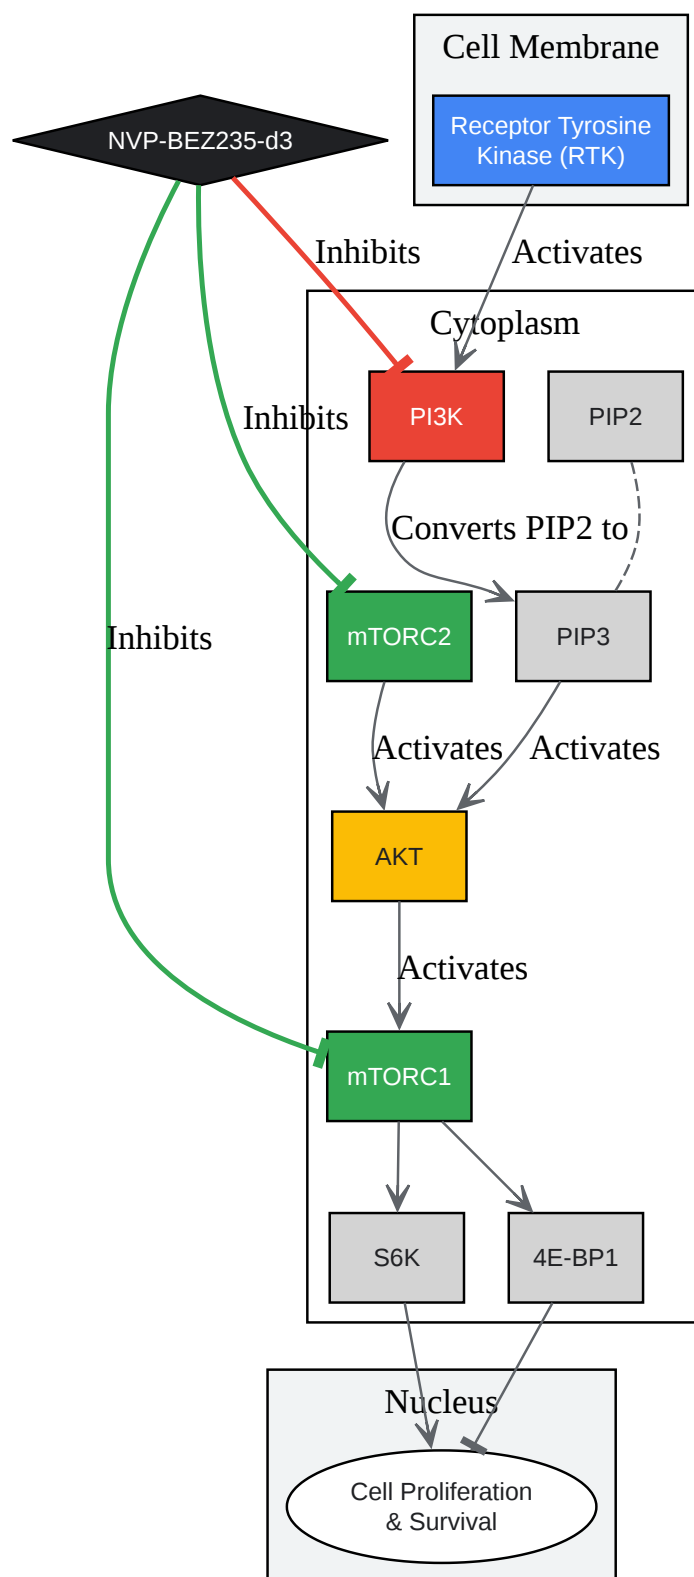 Cell Membrane
NVP-BEZ235-d3
Receptor Tyrosine
Kinase (RTK)
Inhibits
Activates
Cytoplasm
PI3K
PIP2
Inhibits
Converts PIP2 to
Inhibits
mTORC2
PIP3
Activates
Activates
AKT
Activates
mTORC1
S6K
4E-BP1
Nucleus
Cell Proliferation
& Survival